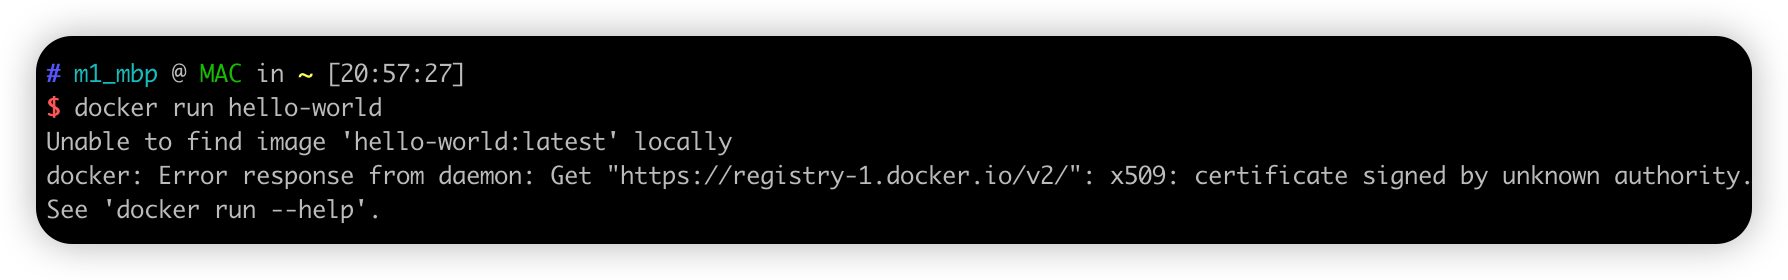 # m1_mbp @ MAC in ~ [20:57:27]
$ docker run hello-world
Unable to find image 'hello-world:latest' locally
docker: Error response from daemon: Get "https://registry-1.docker.io/v2/": x509: certificate signed by unknown authority.
See 'docker run --help'.